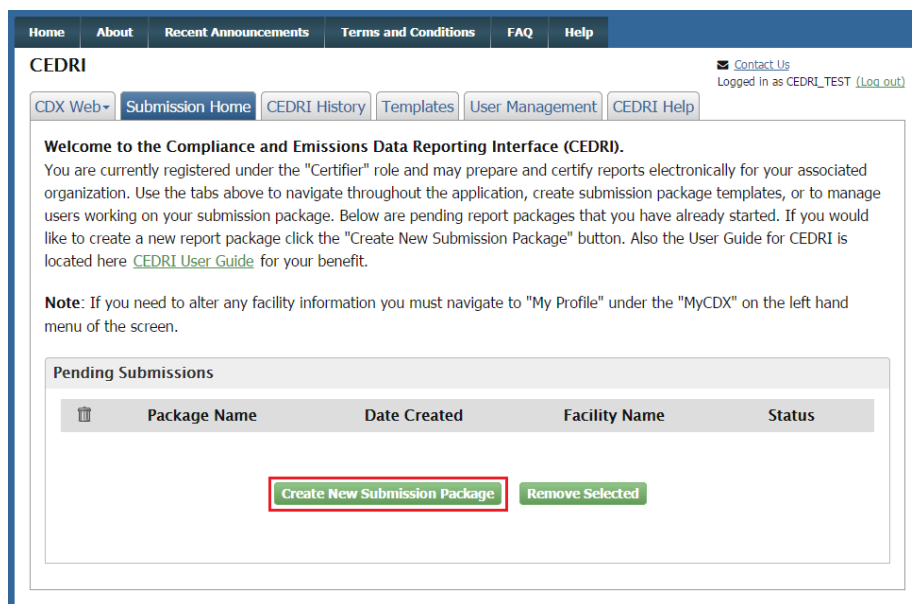 Home About Recent Announcements Terms and Conditions FAQ Help
CEDRI
Contact Us
Logged in as CEDRI_TEST (Log out)
CDX Web Submission Home CEDRI History Templates User Management CEDRI Help
Welcome to the Compliance and Emissions Data Reporting Interface (CEDRI).
You are currently registered under the "Certifier" role and may prepare and certify reports electronically for your associated
organization. Use the tabs above to navigate throughout the application, create submission package templates, or to manage
users working on your submission package. Below are pending report packages that you have already started. If you would
like to create a new report package click the "Create New Submission Package" button. Also the User Guide for CEDRI is
located here CEDRI User Guide for your benefit.
Note: If you need to alter any facility information you must navigate to "My Profile" under the "MyCDX" on the left hand
menu of the screen.
Pending Submissions
Package Name Date Created Facility Name Status
Create New Submission Package Remove Selected